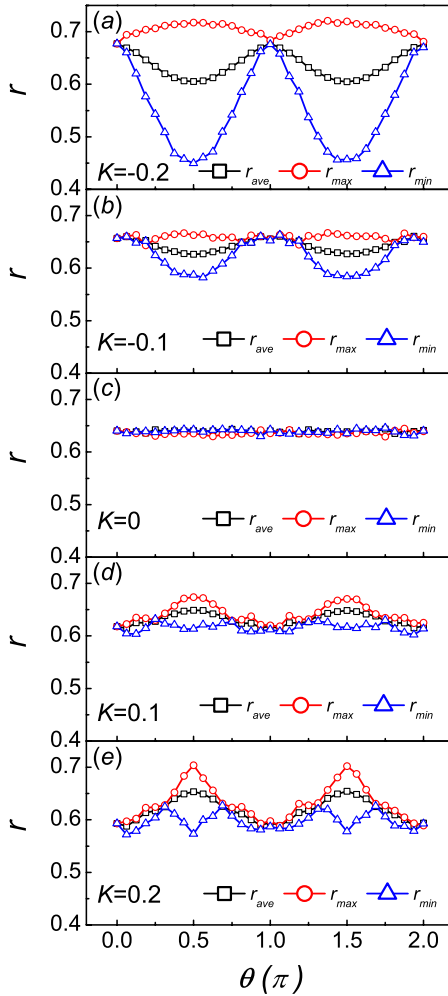 (a)
0.7
0.6
0.5
0.4
r
K=-0.2
r_ave r_max r_min
(b)
0.7
0.6
0.5
0.4
r
K=-0.1
r_ave r_max r_min
(c)
0.7
0.6
0.5
0.4
r
K=0
r_ave r_max r_min
(d)
0.7
0.6
0.5
0.4
r
K=0.1
r_ave r_max r_min
(e)
0.7
0.6
0.5
0.4
r
K=0.2
r_ave r_max r_min
0.0 0.5 1.0 1.5 2.0
θ (π)